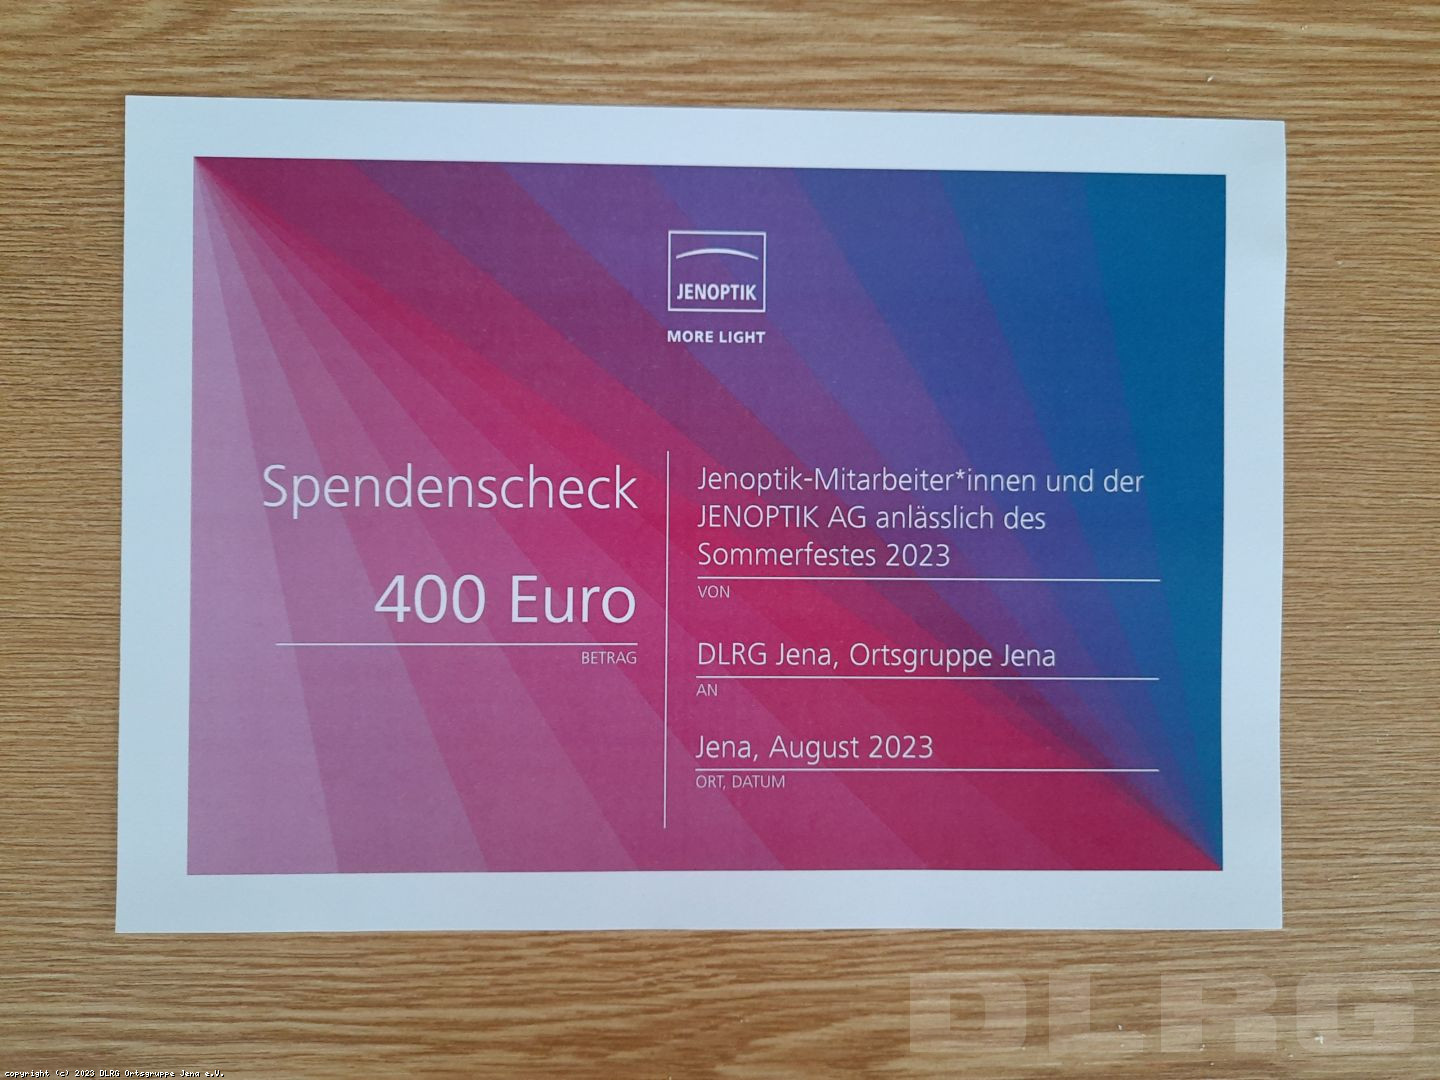 JENOPTIK
MORE LIGHT
Spendenscheck
400 Euro
BETRAG
Jenoptik-Mitarbeiter*innen und der
JENOPTIK AG anlässlich des
Sommerfestes 2023
VON
DLRG Jena, Ortsgruppe Jena
AN
Jena, August 2023
ORT, DATUM
DLRG
copyright (c) 2023 DLRG Ortsgruppe Jena e.V.